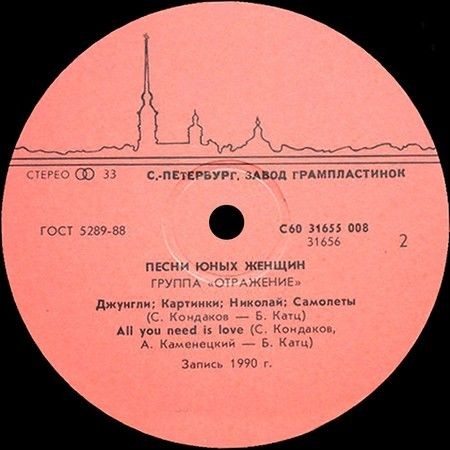 СТЕРЕО 33 С.-ПЕТЕРБУРГ, ЗАВОД ГРАМПЛАСТИНОК
ГОСТ 5289-88
С60 31655 008
31656
2
ПЕСНИ ЮНЫХ ЖЕНЩИН
ГРУППА «ОТРАЖЕНИЕ»
Джунгли; Картинки; Николай; Самолеты
(С. Кондаков — Б. Катц)
All you need is love (С. Кондаков,
А. Каменецкий — Б. Катц)
Запись 1990 г.